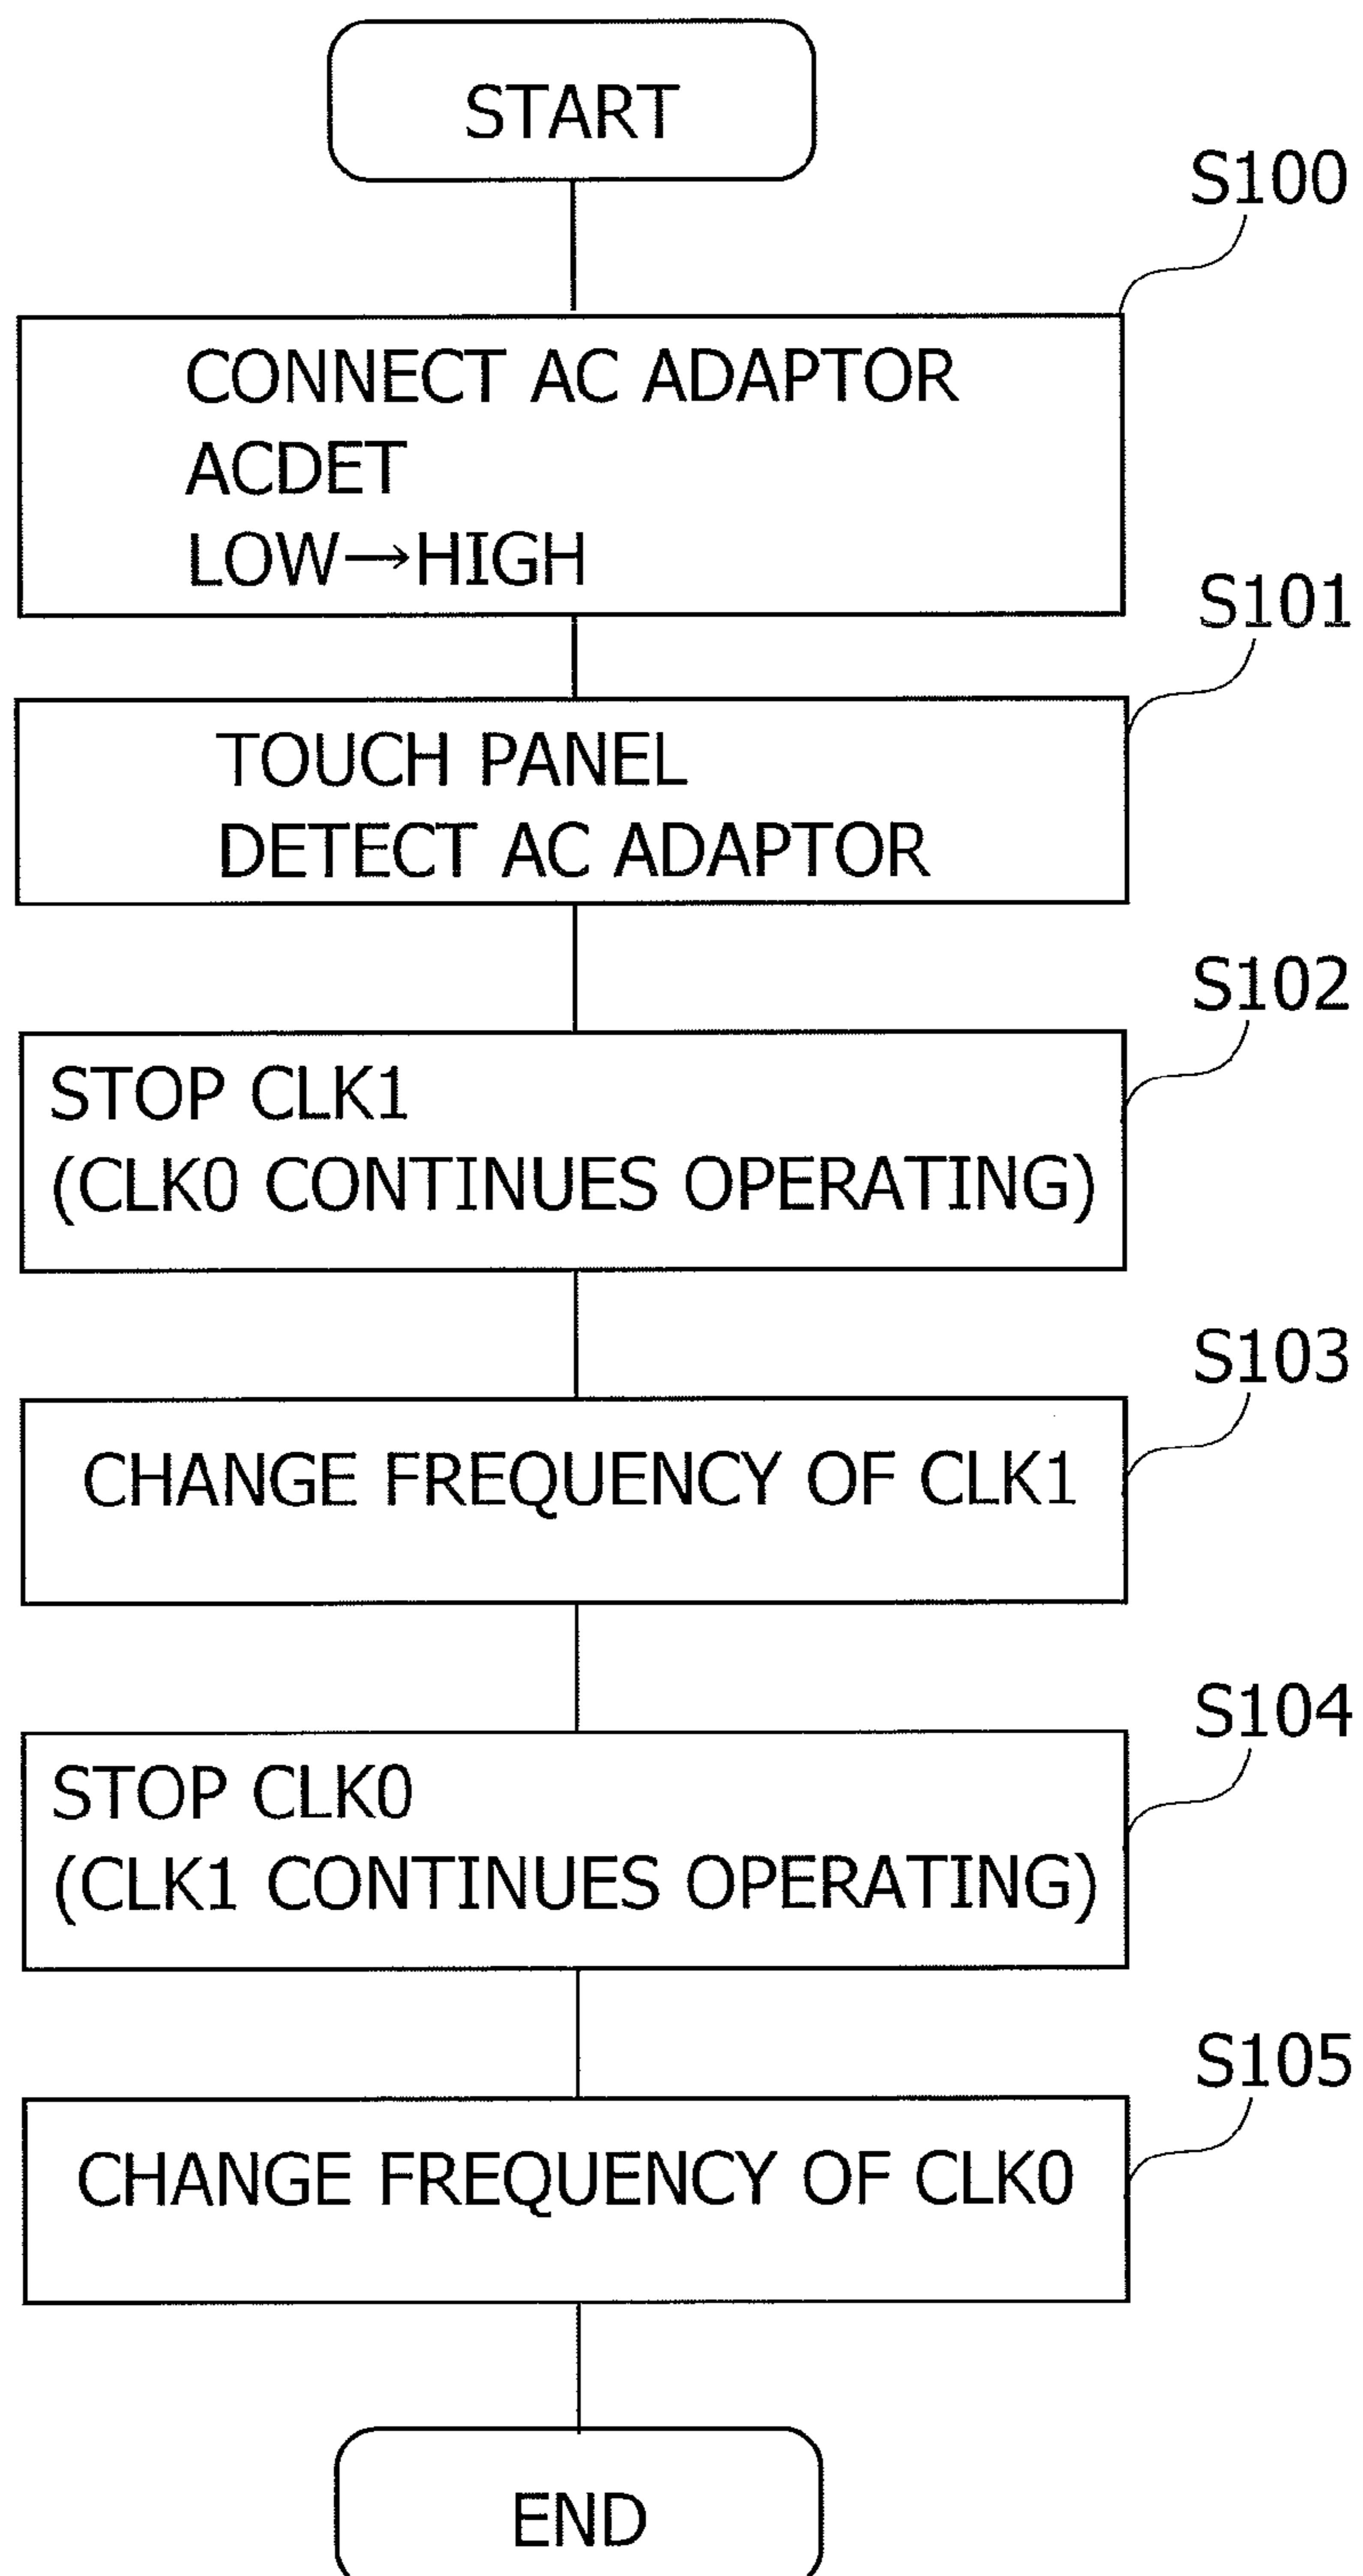 START
S100
CONNECT AC ADAPTOR
ACDET
LOW→HIGH
S101
TOUCH PANEL
DETECT AC ADAPTOR
S102
STOP CLK1
(CLK0 CONTINUES OPERATING)
S103
CHANGE FREQUENCY OF CLK1
S104
STOP CLK0
(CLK1 CONTINUES OPERATING)
S105
CHANGE FREQUENCY OF CLK0
END